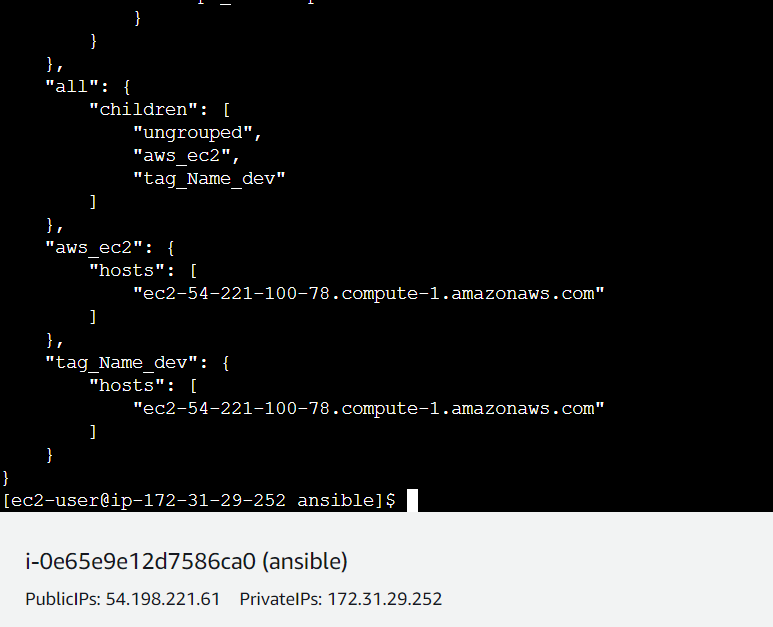 }
}
},
"all": {
"children": [
"ungrouped",
"aws_ec2",
"tag_Name_dev"
]
},
"aws_ec2": {
"hosts": [
"ec2-54-221-100-78.compute-1.amazonaws.com"
]
},
"tag_Name_dev": {
"hosts": [
"ec2-54-221-100-78.compute-1.amazonaws.com"
]
}
}
[ec2-user@ip-172-31-29-252 ansible]$
i-0e65e9e12d7586ca0 (ansible)
PublicIPs: 54.198.221.61 PrivateIPs: 172.31.29.252